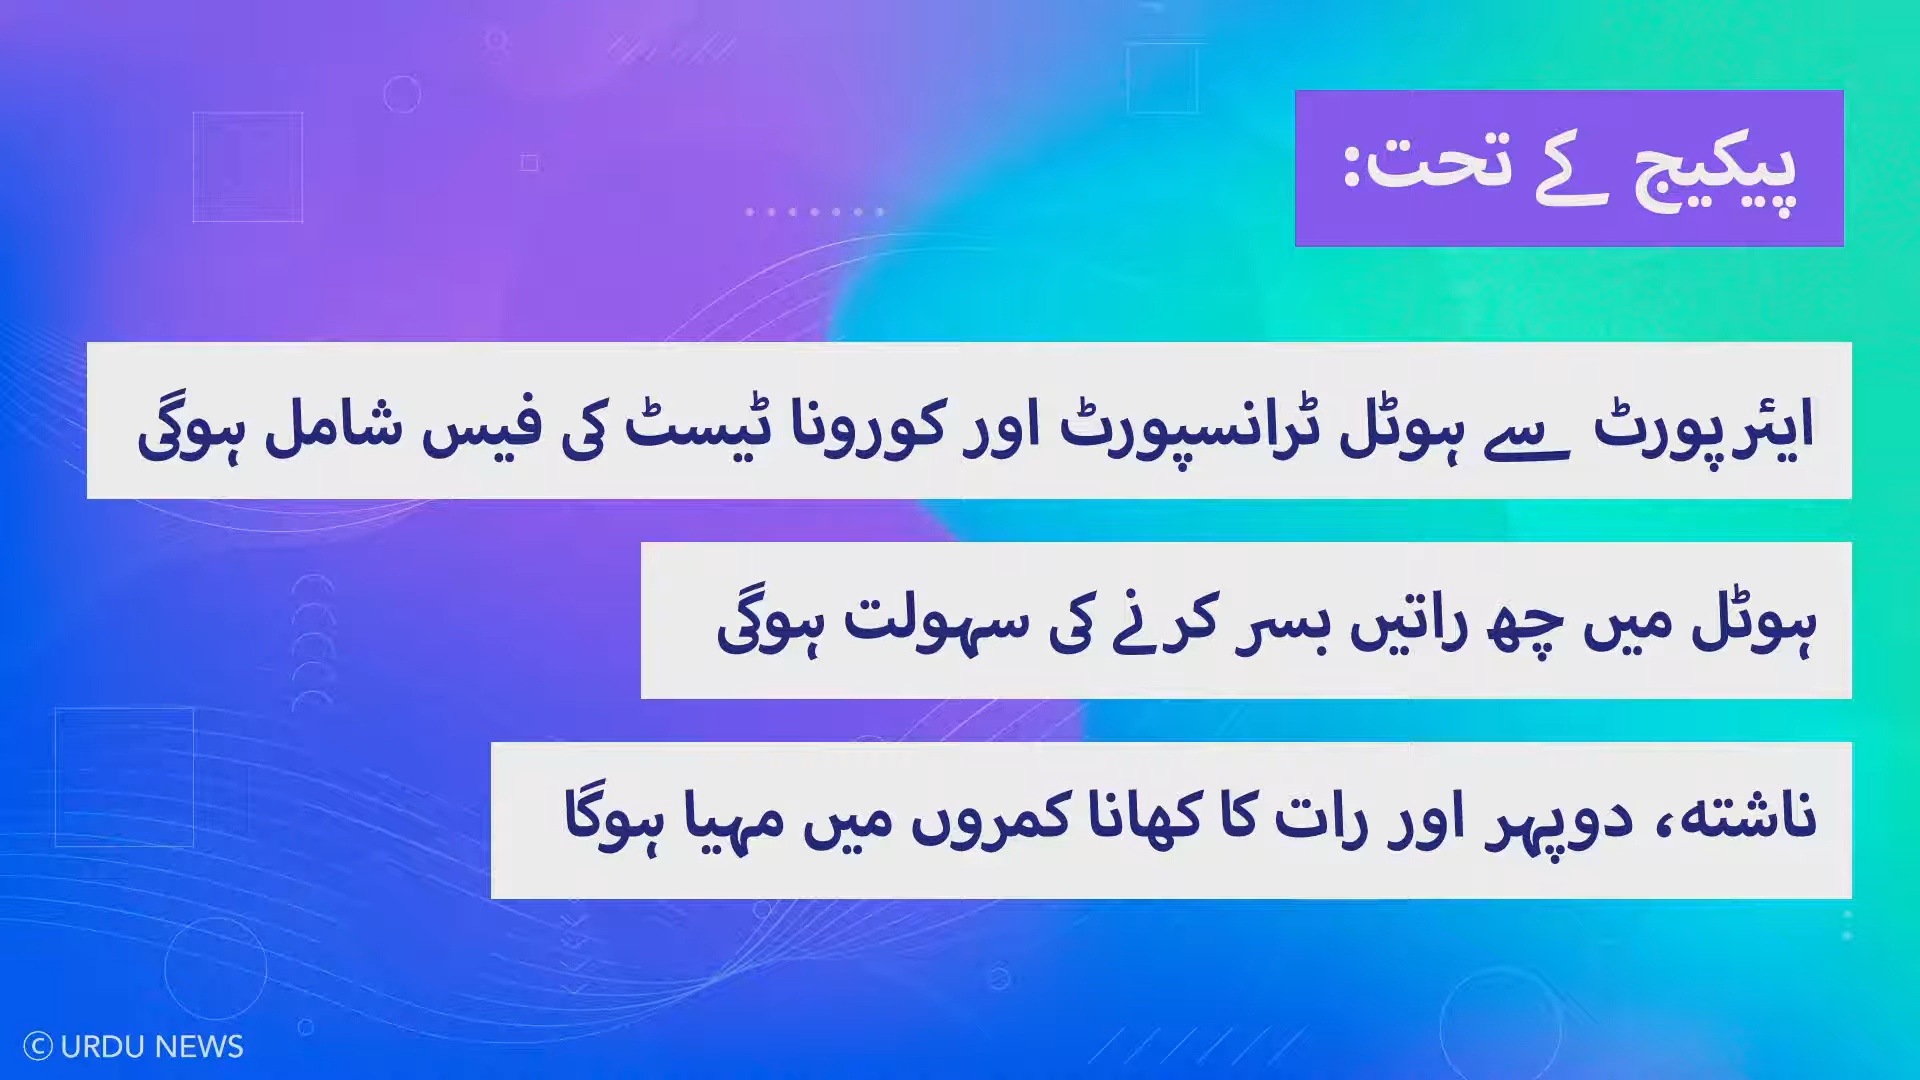 پیکیج کے تحت:
ایئرپورٹ سے ہوٹل ٹرانسپورٹ اور کورونا ٹیسٹ کی فیس شامل ہوگی
ہوٹل میں چھ راتیں بسر کرنے کی سہولت ہوگی
ناشتہ، دوپہر اور رات کا کھانا کمروں میں مہیا ہوگا
© URDU NEWS